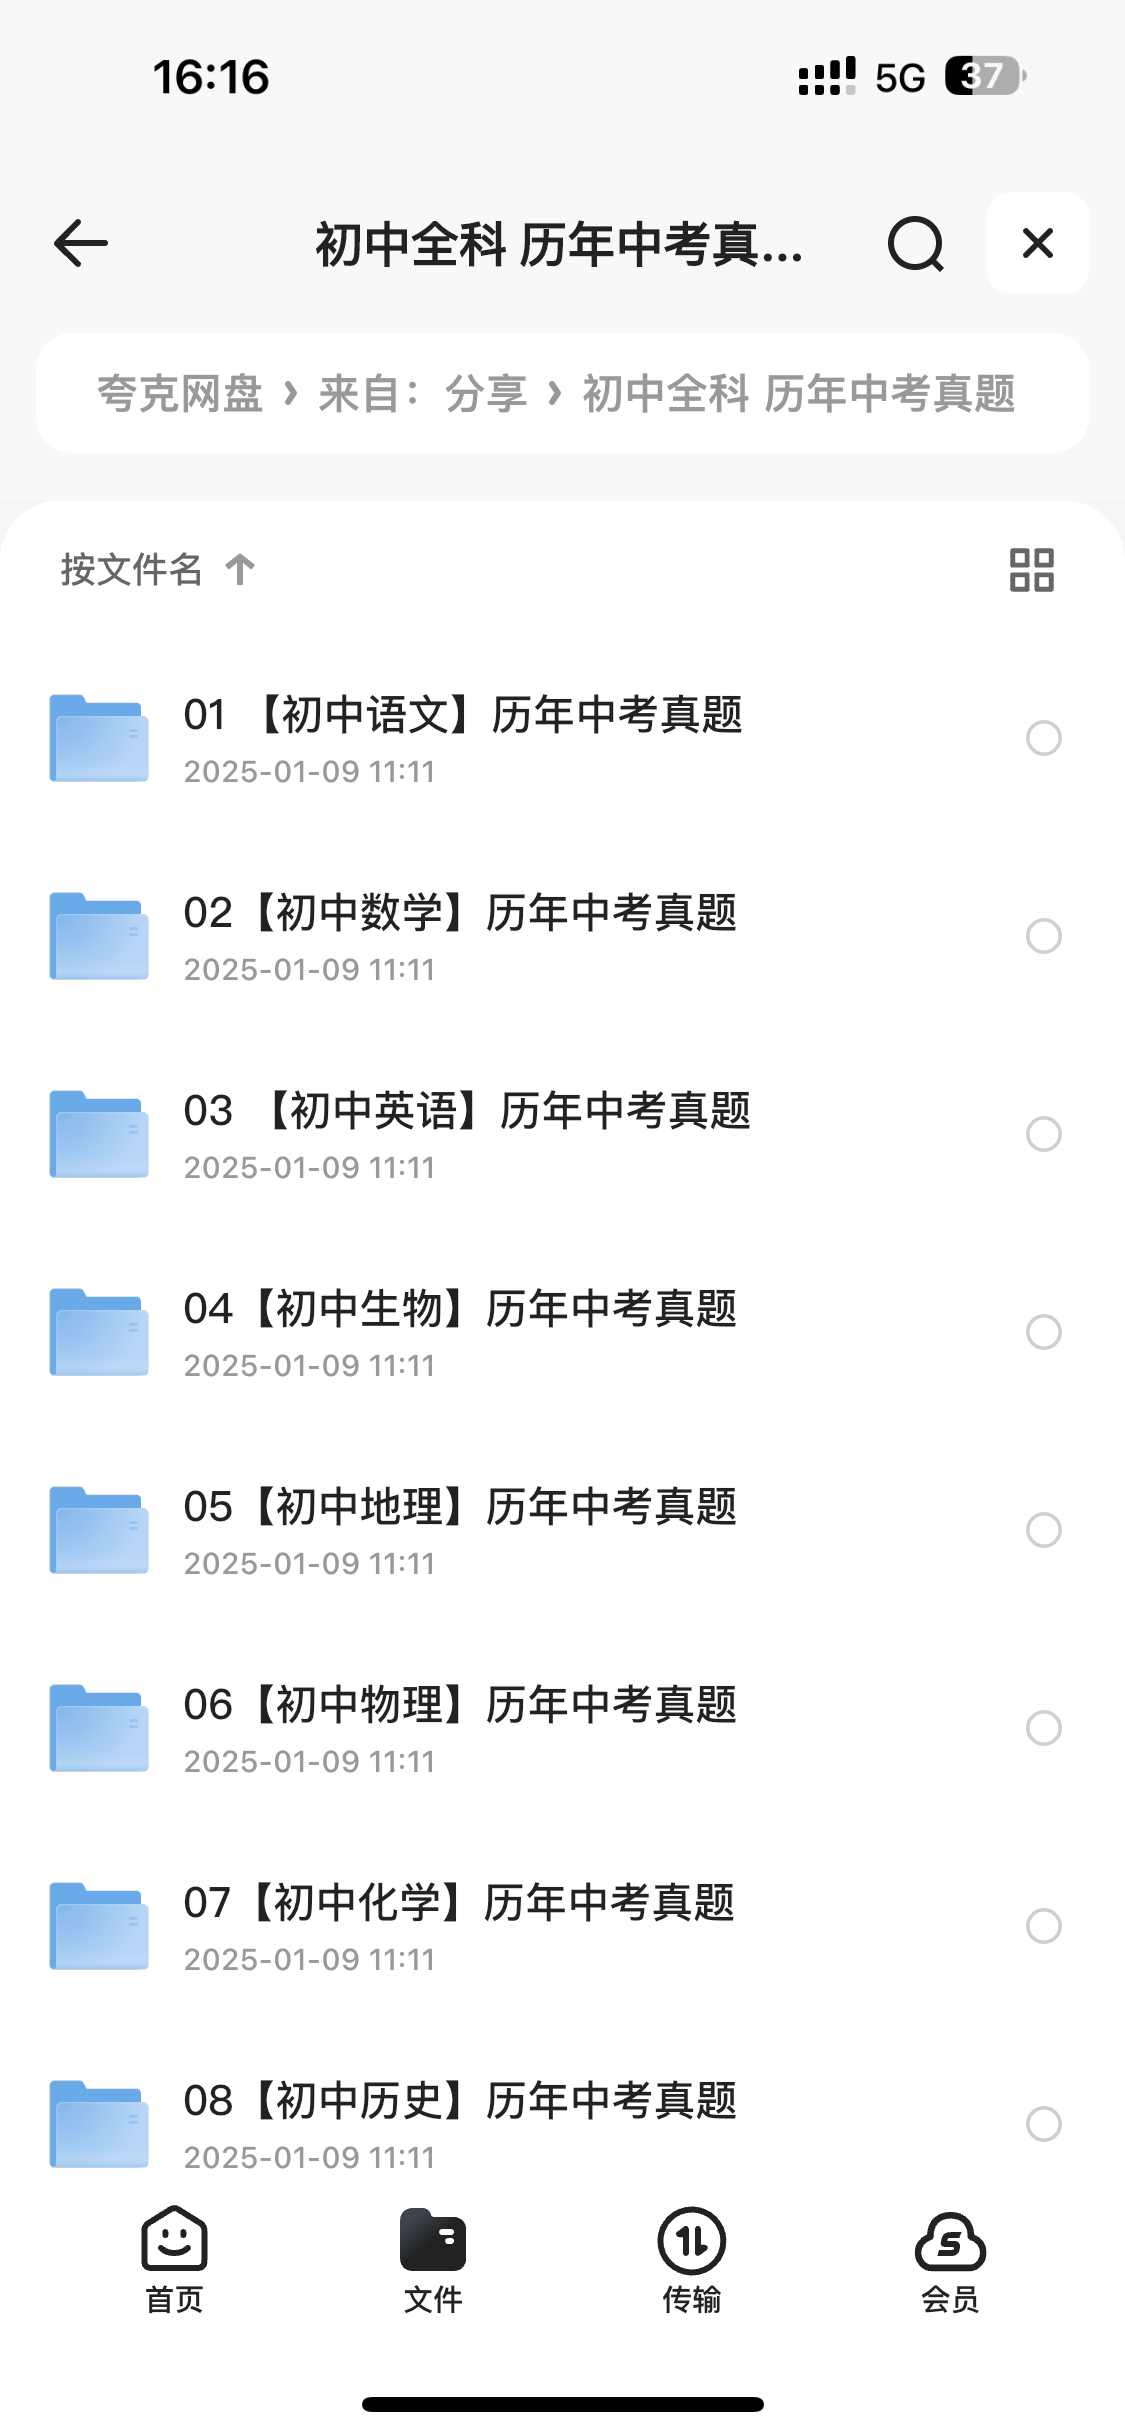 16:16 5G 37
初中全科 历年中考真...
夸克网盘 › 来自：分享 › 初中全科 历年中考真题
按文件名
01 【初中语文】历年中考真题
2025-01-09 11:11
02【初中数学】历年中考真题
2025-01-09 11:11
03 【初中英语】历年中考真题
2025-01-09 11:11
04【初中生物】历年中考真题
2025-01-09 11:11
05【初中地理】历年中考真题
2025-01-09 11:11
06【初中物理】历年中考真题
2025-01-09 11:11
07【初中化学】历年中考真题
2025-01-09 11:11
08【初中历史】历年中考真题
2025-01-09 11:11
首页 文件 传输 会员